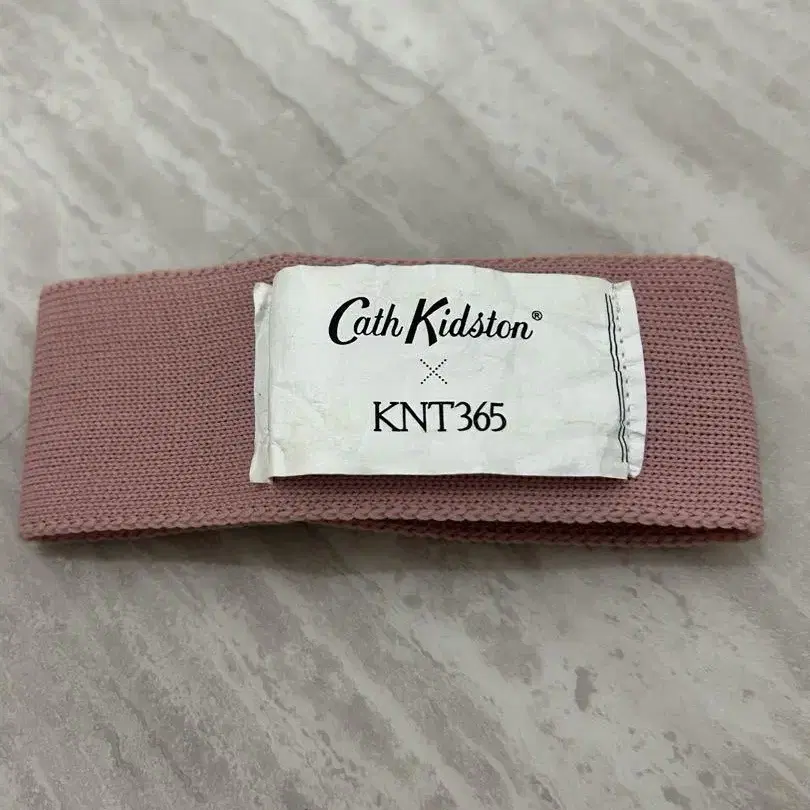 Cath Kidston®
×
KNT365